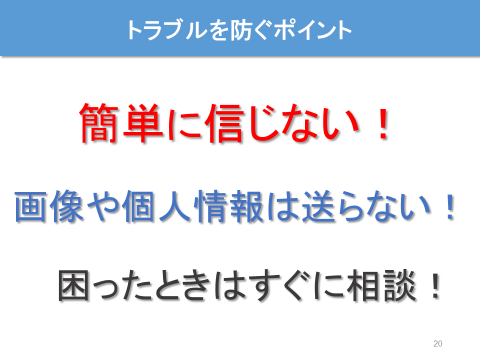 トラブルを防ぐポイント
簡単に信じない！
画像や個人情報は送らない！
困ったときはすぐに相談！
20